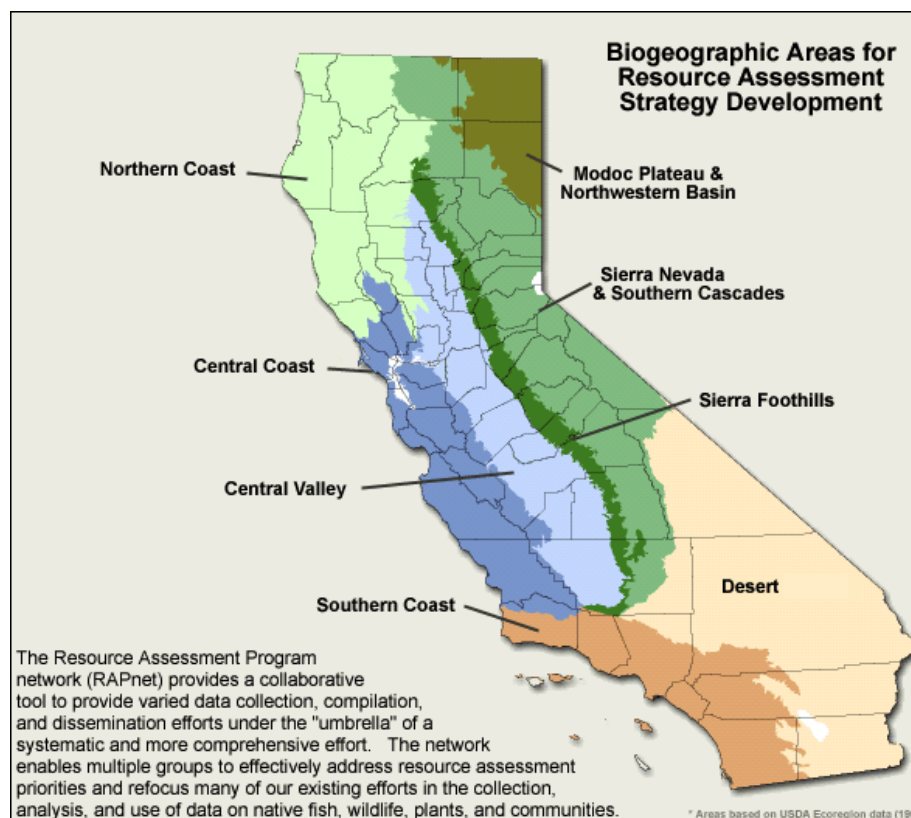 Biogeographic Areas for
Resource Assessment
Strategy Development
Northern Coast
Modoc Plateau &
Northwestern Basin
Sierra Nevada
& Southern Cascades
Central Coast
Sierra Foothills
Central Valley
Desert
Southern Coast
The Resource Assessment Program
network (RAPnet) provides a collaborative
tool to provide varied data collection, compilation,
and dissemination efforts under the "umbrella" of a
systematic and more comprehensive effort. The network
enables multiple groups to effectively address resource assessment
priorities and refocus many of our existing efforts in the collection,
analysis, and use of data on native fish, wildlife, plants, and communities.
* Areas based on USDA Ecoregion data